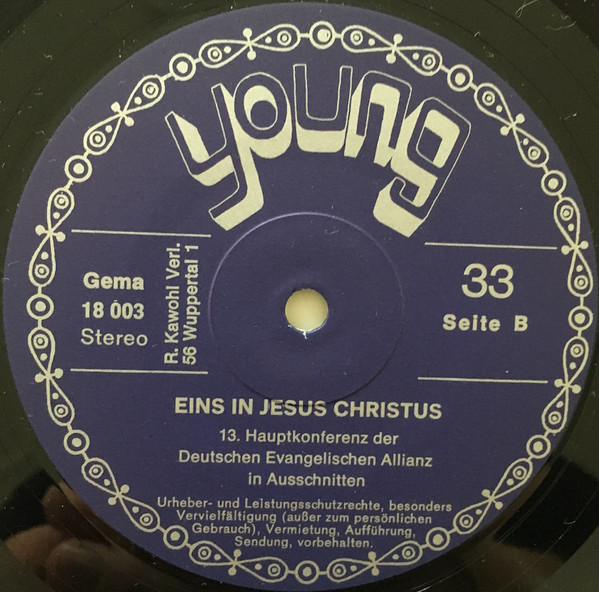 young
Gema
18 003
Stereo
R. Kawohl Verl.
56 Wuppertal 1
33
Seite B
EINS IN JESUS CHRISTUS
13. Hauptkonferenz der
Deutschen Evangelischen Allianz
in Ausschnitten
Urheber- und Leistungsschutzrechte, besonders
Vervielfältigung (außer zum persönlichen
Gebrauch), Vermietung, Aufführung,
Sendung, vorbehalten.